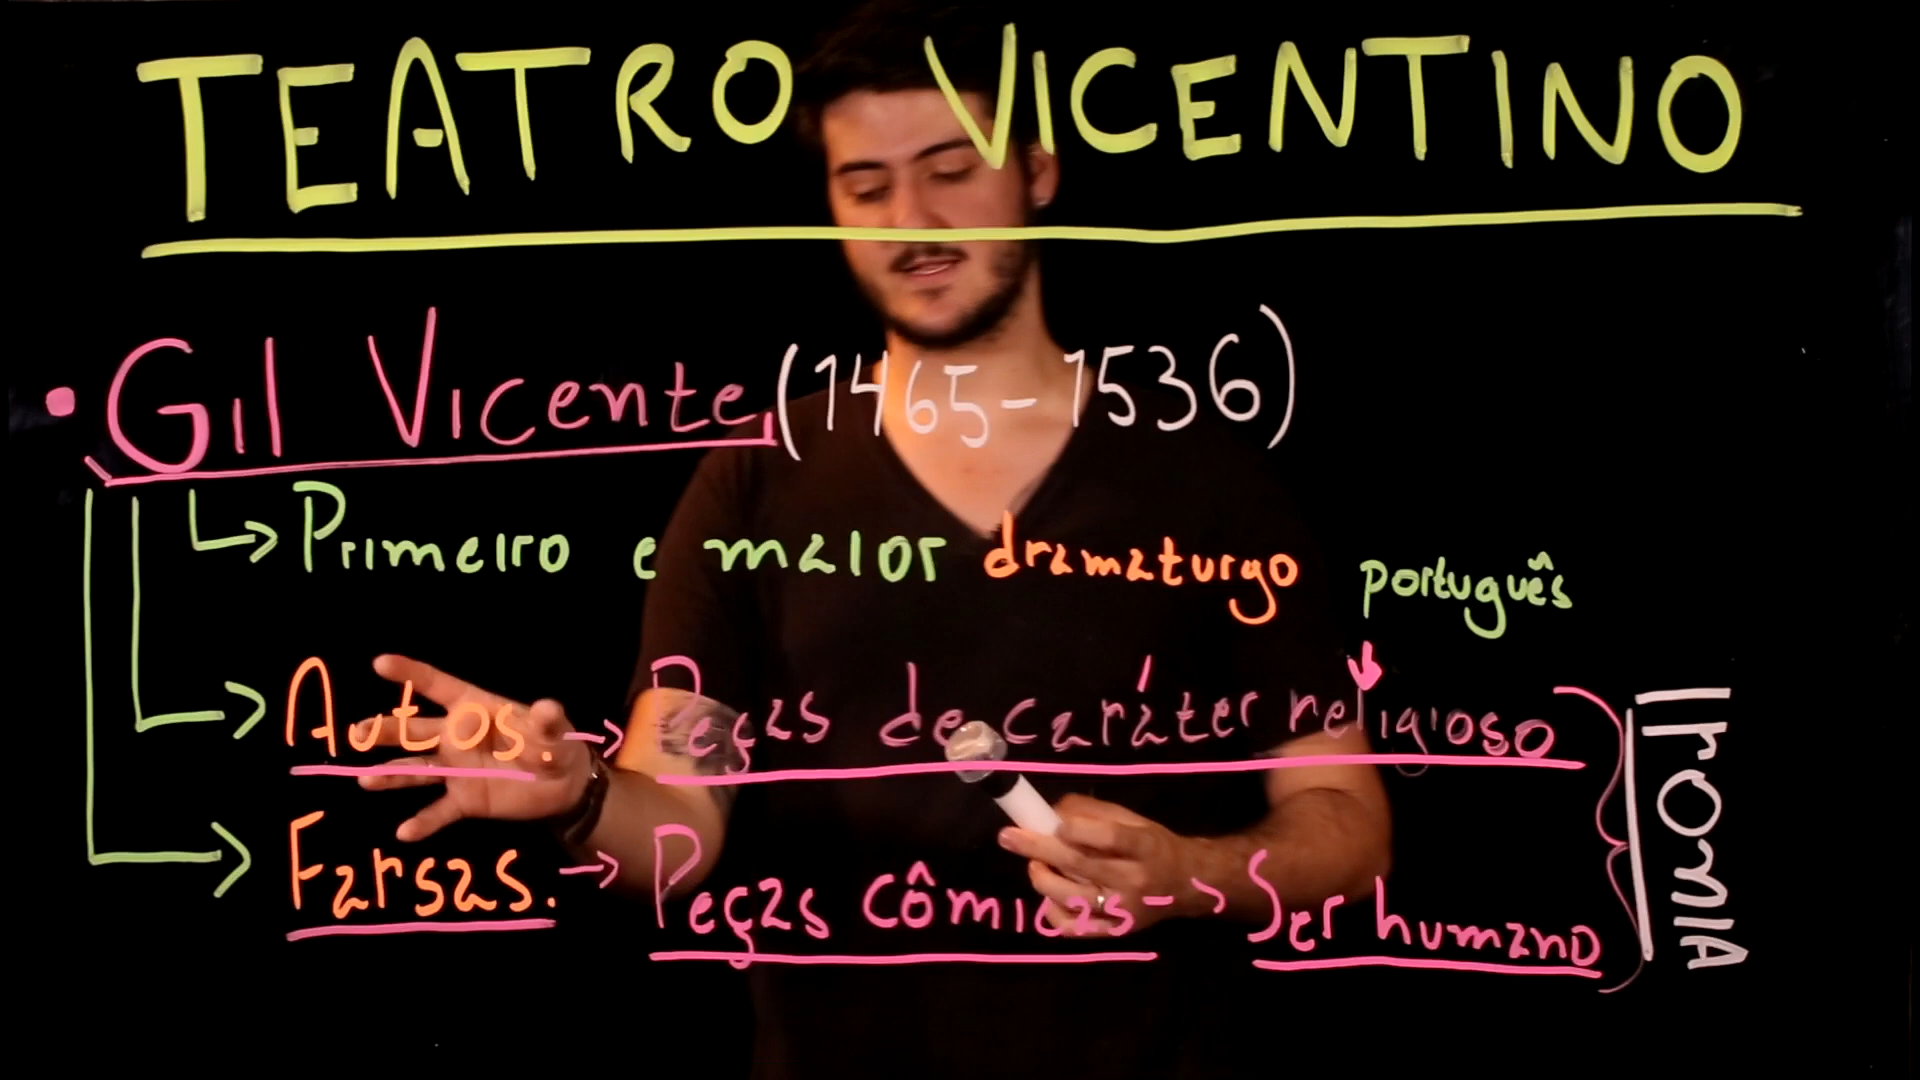 TEATRO VICENTINO
• Gil Vicente (1465-1536)
Primeiro e maior dramaturgo português
Autos. → Peças de caráter religioso
Farsas. → Peças cômicas -> Ser humano
IRONIA